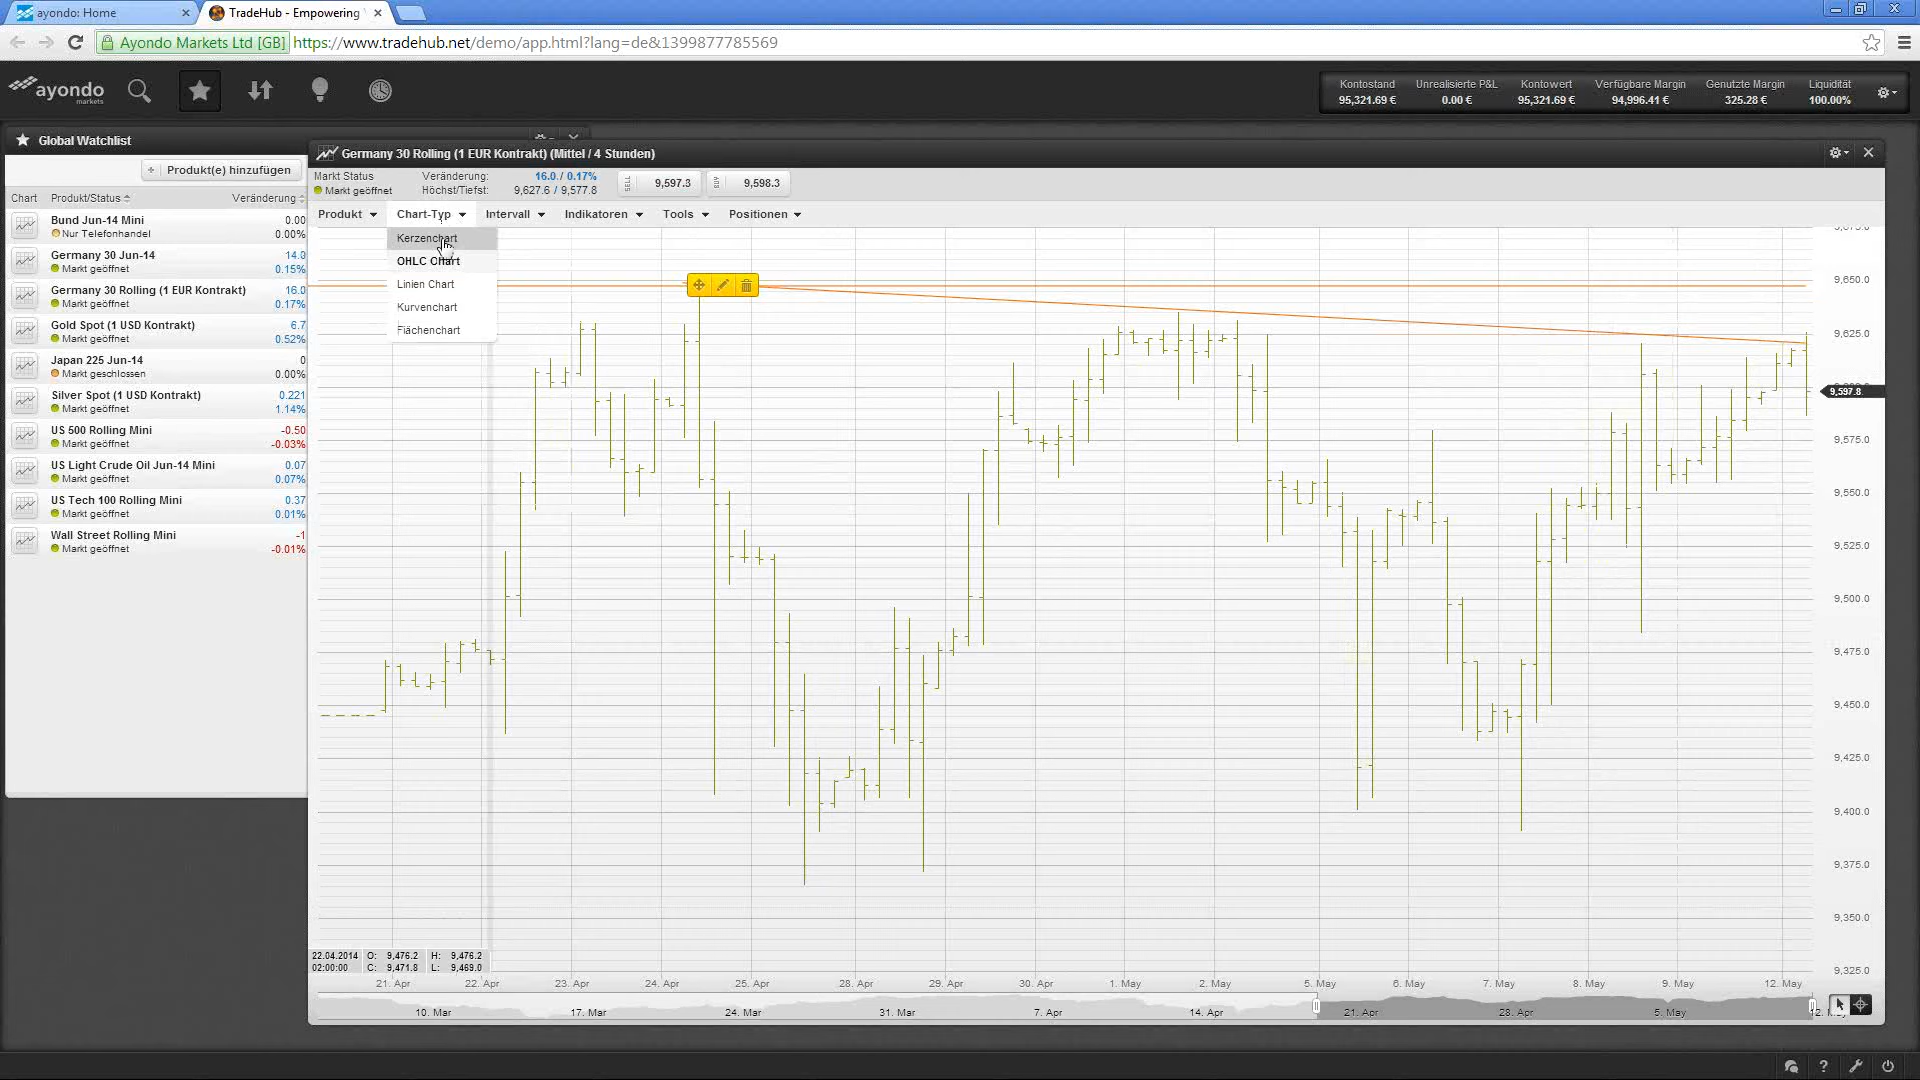 ayondo: Home
TradeHub - Empowering
Ayondo Markets Ltd [GB] https://www.tradehub.net/demo/app.html?lang=de&1399877785569
ayondo
markets
Kontostand Unrealisierte P&L Kontowert Verfügbare Margin Genutzte Margin Liquidität
95,321.69 € 0.00 € 95,321.69 € 94,996.41 € 325.28 € 100.00%
Global Watchlist
Produkt(e) hinzufügen
Chart Produkt/Status Veränderung
Bund Jun-14 Mini 0.00
Nur Telefonhandel 0.00%
Germany 30 Jun-14 14.0
Markt geöffnet 0.15%
Germany 30 Rolling (1 EUR Kontrakt) 16.0
Markt geöffnet 0.17%
Gold Spot (1 USD Kontrakt) 6.7
Markt geöffnet 0.52%
Japan 225 Jun-14 0
Markt geschlossen 0.00%
Silver Spot (1 USD Kontrakt) 0.221
Markt geöffnet 1.14%
US 500 Rolling Mini -0.50
Markt geöffnet -0.03%
US Light Crude Oil Jun-14 Mini 0.07
Markt geöffnet 0.07%
US Tech 100 Rolling Mini 0.37
Markt geöffnet 0.01%
Wall Street Rolling Mini -1
Markt geöffnet -0.01%
Germany 30 Rolling (1 EUR Kontrakt) (Mittel / 4 Stunden)
Markt Status Veränderung: 16.0 / 0.17%
Markt geöffnet Höchst/Tiefst: 9,627.6 / 9,577.8
SELL 9,597.3 BUY 9,598.3
Produkt Chart-Typ Intervall Indikatoren Tools Positionen
Kerzenchart
OHLC Chart
Linien Chart
Kurvenchart
Flächenchart
9,650.0
9,625.0
9,597.8
9,575.0
9,550.0
9,525.0
9,500.0
9,475.0
9,450.0
9,425.0
9,400.0
9,375.0
9,350.0
9,325.0
22.04.2014 O: 9,476.2 H: 9,476.2
02:00:00 C: 9,471.8 L: 9,469.0
21. Apr 22. Apr 23. Apr 24. Apr 25. Apr 28. Apr 29. Apr 30. Apr 1. May 2. May 5. May 6. May 7. May 8. May 9. May 12. May
10. Mar 17. Mar 24. Mar 31. Mar 7. Apr 14. Apr 21. Apr 28. Apr 5. May